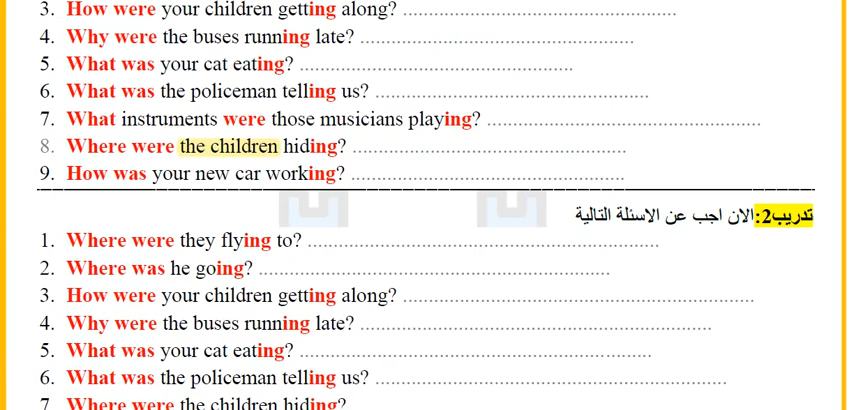 3. How were your children getting along? ................................................................
4. Why were the buses running late? ................................................................
5. What was your cat eating? ................................................................
6. What was the policeman telling us? ................................................................
7. What instruments were those musicians playing? ................................................................
8. Where were the children hiding? ................................................................
9. How was your new car working? ................................................................
تدريب2:الان اجب عن الاسئلة التالية
1. Where were they flying to? ................................................................
2. Where was he going? ................................................................
3. How were your children getting along? ................................................................
4. Why were the buses running late? ................................................................
5. What was your cat eating? ................................................................
6. What was the policeman telling us? ................................................................
7. Where were the children hiding?